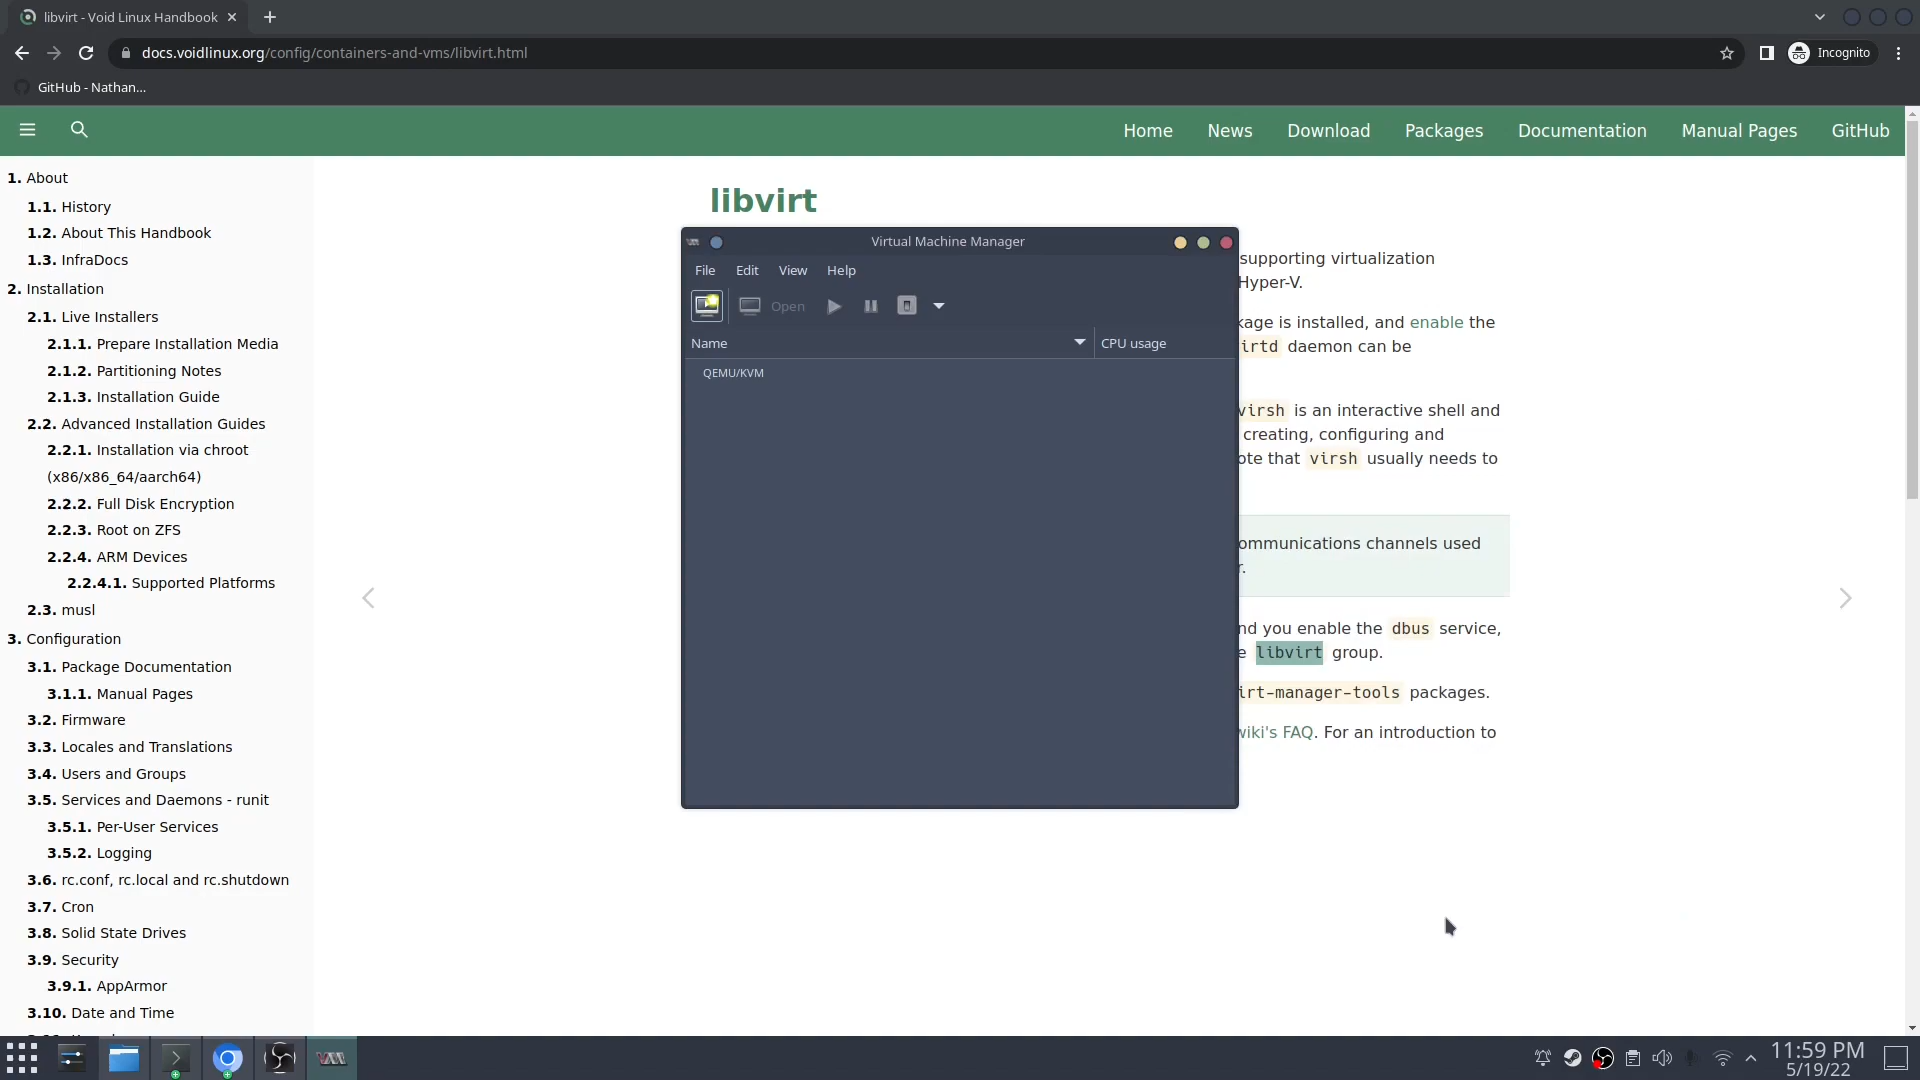 libvirt - Void Linux Handbook
docs.voidlinux.org/config/containers-and-vms/libvirt.html
Incognito
GitHub - Nathan...
Home News Download Packages Documentation Manual Pages GitHub
1. About
1.1. History
1.2. About This Handbook
1.3. InfraDocs
2. Installation
2.1. Live Installers
2.1.1. Prepare Installation Media
2.1.2. Partitioning Notes
2.1.3. Installation Guide
2.2. Advanced Installation Guides
2.2.1. Installation via chroot
(x86/x86_64/aarch64)
2.2.2. Full Disk Encryption
2.2.3. Root on ZFS
2.2.4. ARM Devices
2.2.4.1. Supported Platforms
2.3. musl
3. Configuration
3.1. Package Documentation
3.1.1. Manual Pages
3.2. Firmware
3.3. Locales and Translations
3.4. Users and Groups
3.5. Services and Daemons - runit
3.5.1. Per-User Services
3.5.2. Logging
3.6. rc.conf, rc.local and rc.shutdown
3.7. Cron
3.8. Solid State Drives
3.9. Security
3.9.1. AppArmor
3.10. Date and Time
libvirt
Virtual Machine Manager
File Edit View Help
Open
Name CPU usage
QEMU/KVM
supporting virtualization
Hyper-V.
kage is installed, and enable the
irtd daemon can be
virsh is an interactive shell and
creating, configuring and
ote that virsh usually needs to
ommunications channels used
r.
nd you enable the dbus service,
e libvirt group.
irt-manager-tools packages.
wiki's FAQ. For an introduction to
11:59 PM
5/19/22